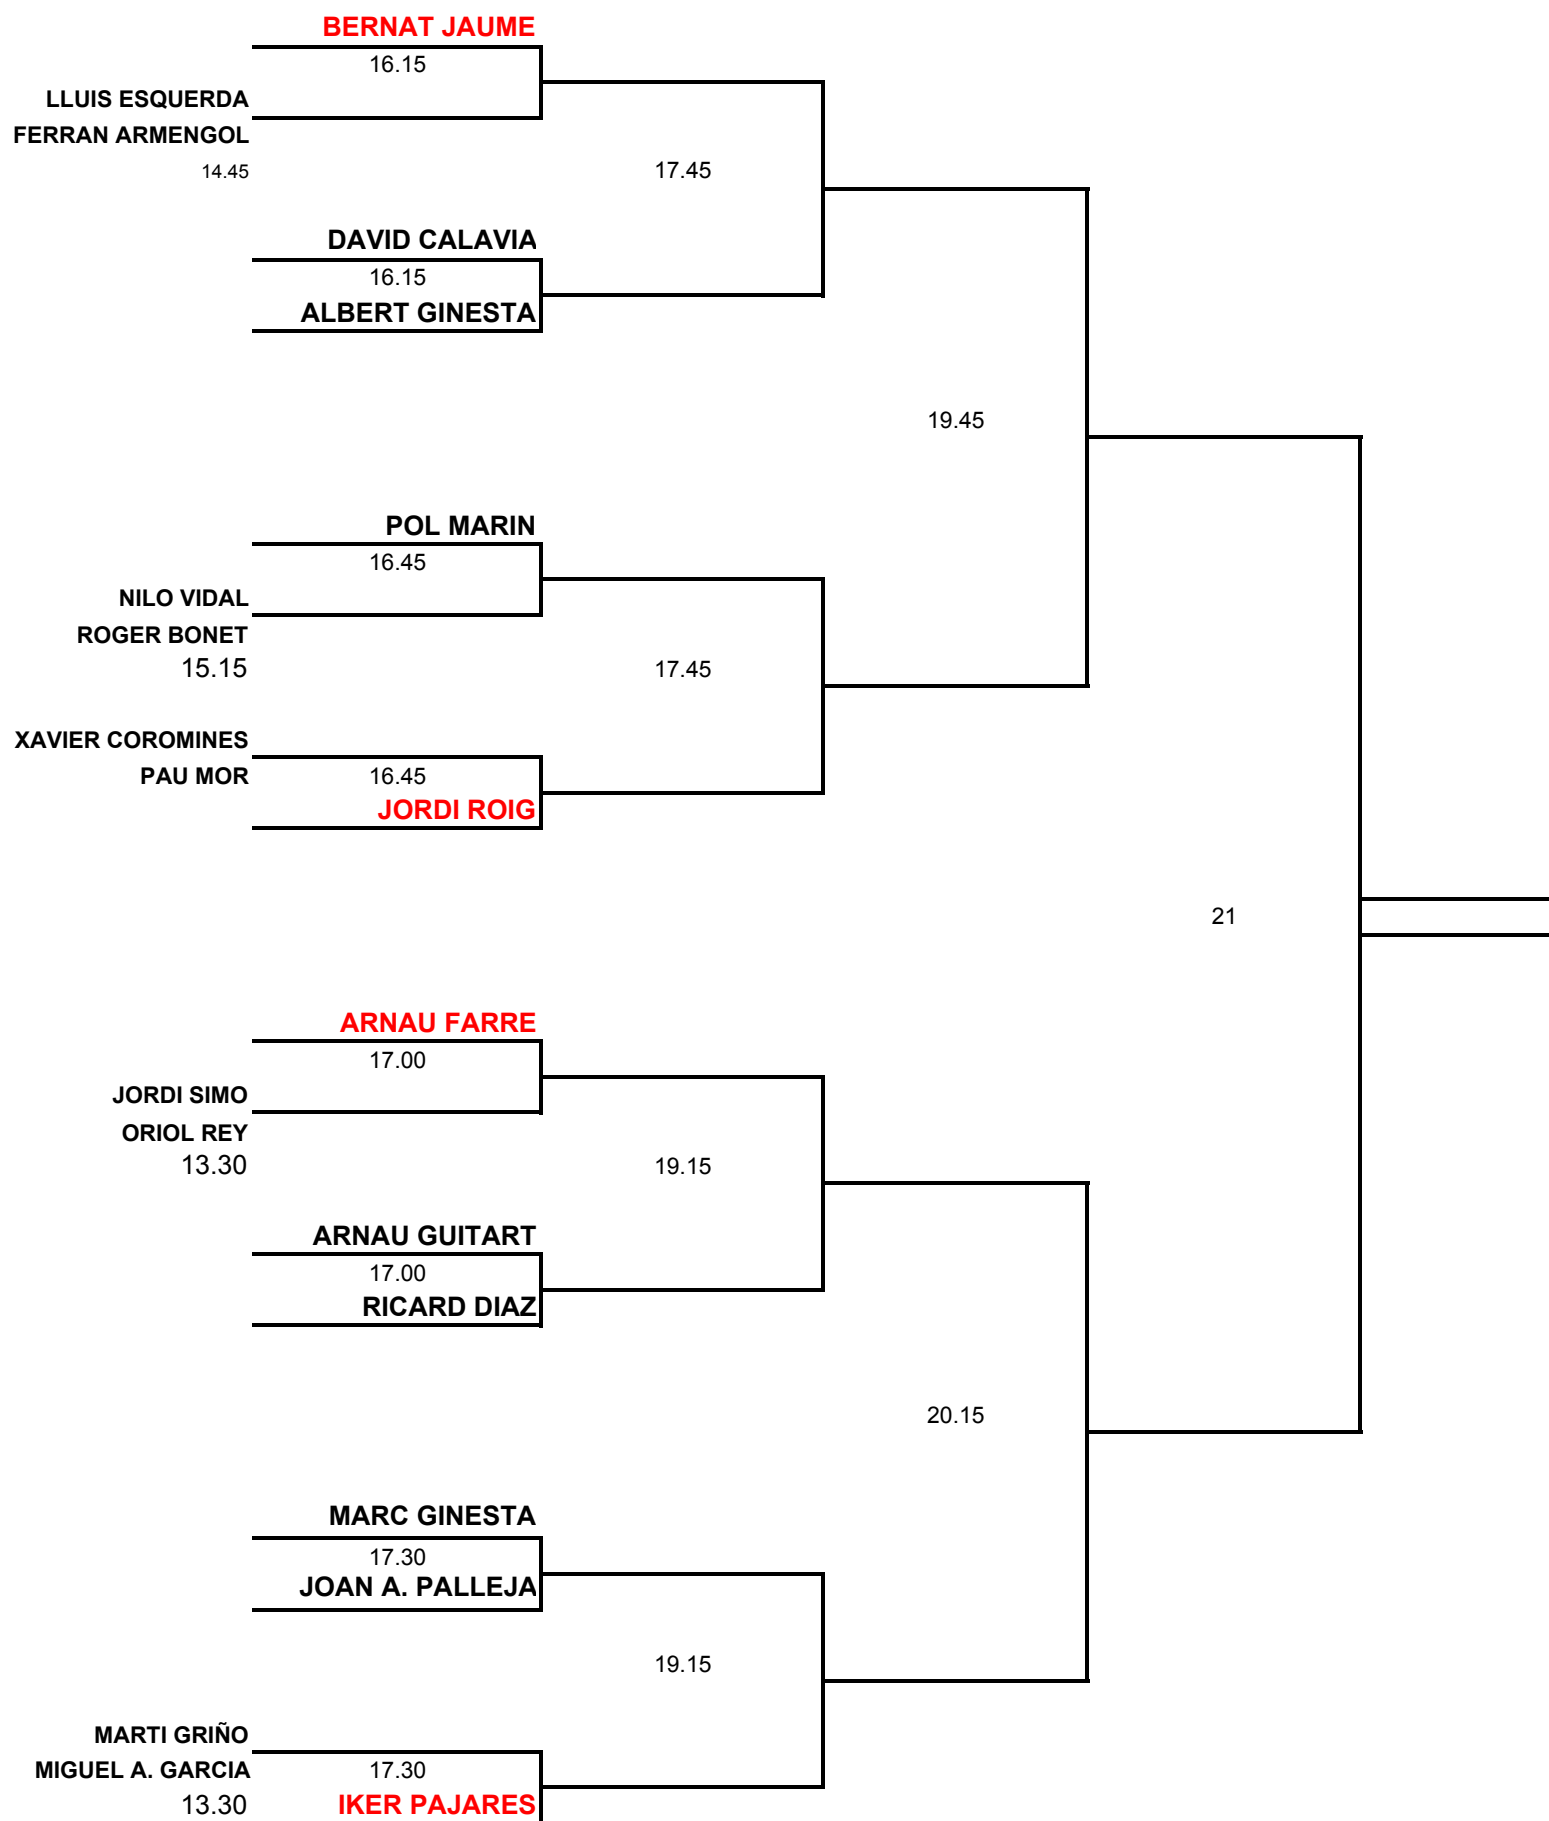 BERNAT JAUME
16.15
LLUIS ESQUERDA
FERRAN ARMENGOL
14.45
17.45
DAVID CALAVIA
16.15
ALBERT GINESTA
19.45
POL MARIN
16.45
NILO VIDAL
ROGER BONET
15.15
17.45
XAVIER COROMINES
PAU MOR
16.45
JORDI ROIG
21
ARNAU FARRE
17.00
JORDI SIMO
ORIOL REY
13.30
19.15
ARNAU GUITART
17.00
RICARD DIAZ
20.15
MARC GINESTA
17.30
JOAN A. PALLEJA
19.15
MARTI GRIÑO
MIGUEL A. GARCIA
17.30
13.30
IKER PAJARES